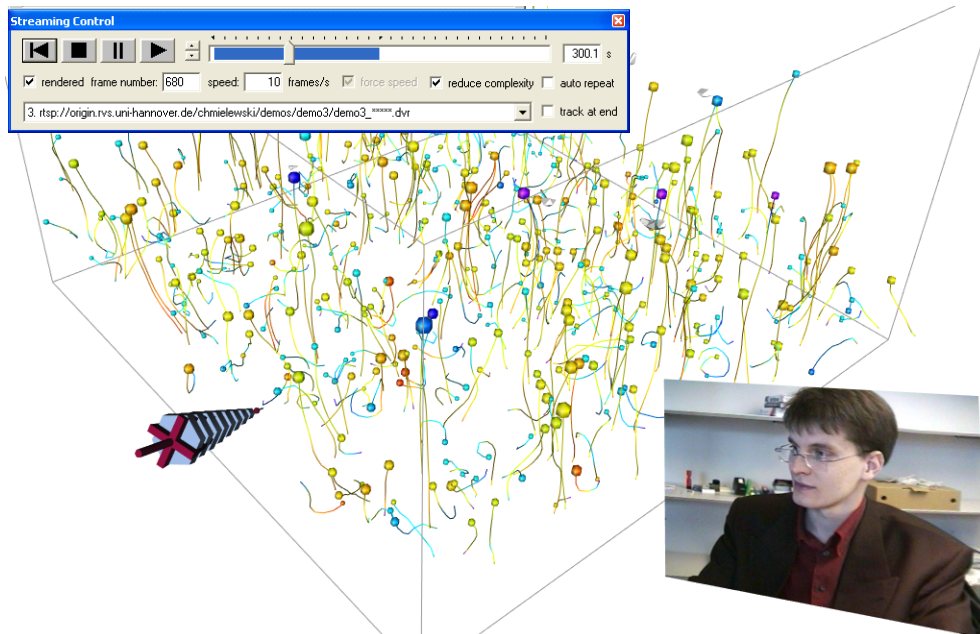 Streaming Control
300.1 s
rendered frame number: 680 speed: 10 frames/s force speed reduce complexity auto repeat
3. rtsp://origin.rvs.uni-hannover.de/chmielewski/demos/demo3/demo3_*****.dvr track at end